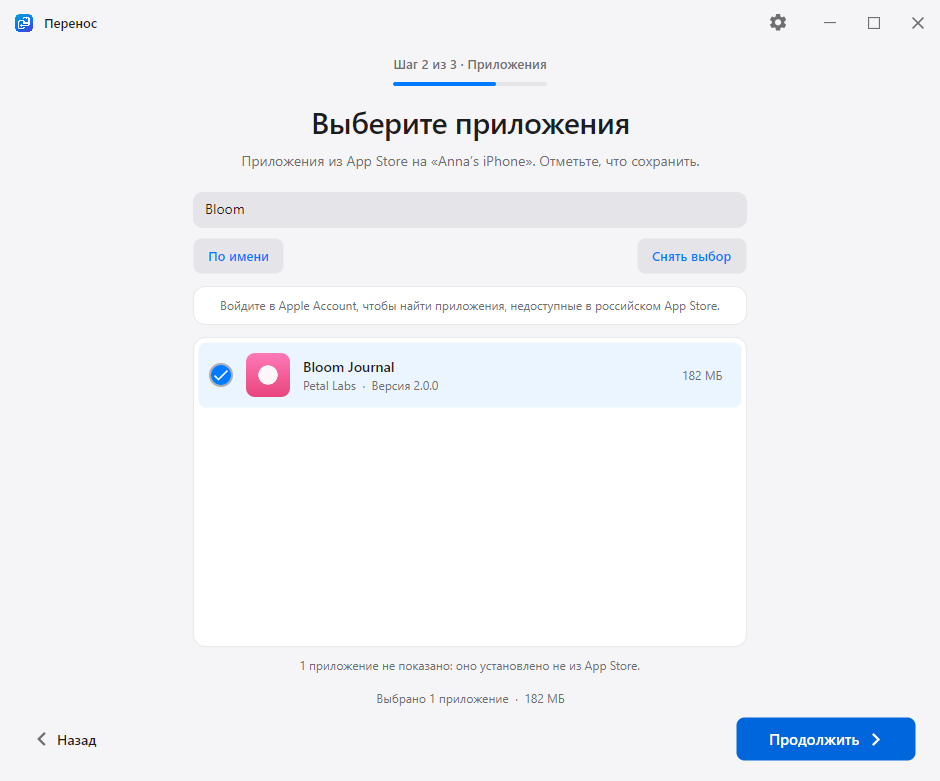 Перенос
Шаг 2 из 3 · Приложения
Выберите приложения
Приложения из App Store на «Anna’s iPhone». Отметьте, что сохранить.
Bloom
По имени
Снять выбор
Войдите в Apple Account, чтобы найти приложения, недоступные в российском App Store.
Bloom Journal
Petal Labs · Версия 2.0.0
182 МБ
1 приложение не показано: оно установлено не из App Store.
Выбрано 1 приложение · 182 МБ
Назад
Продолжить